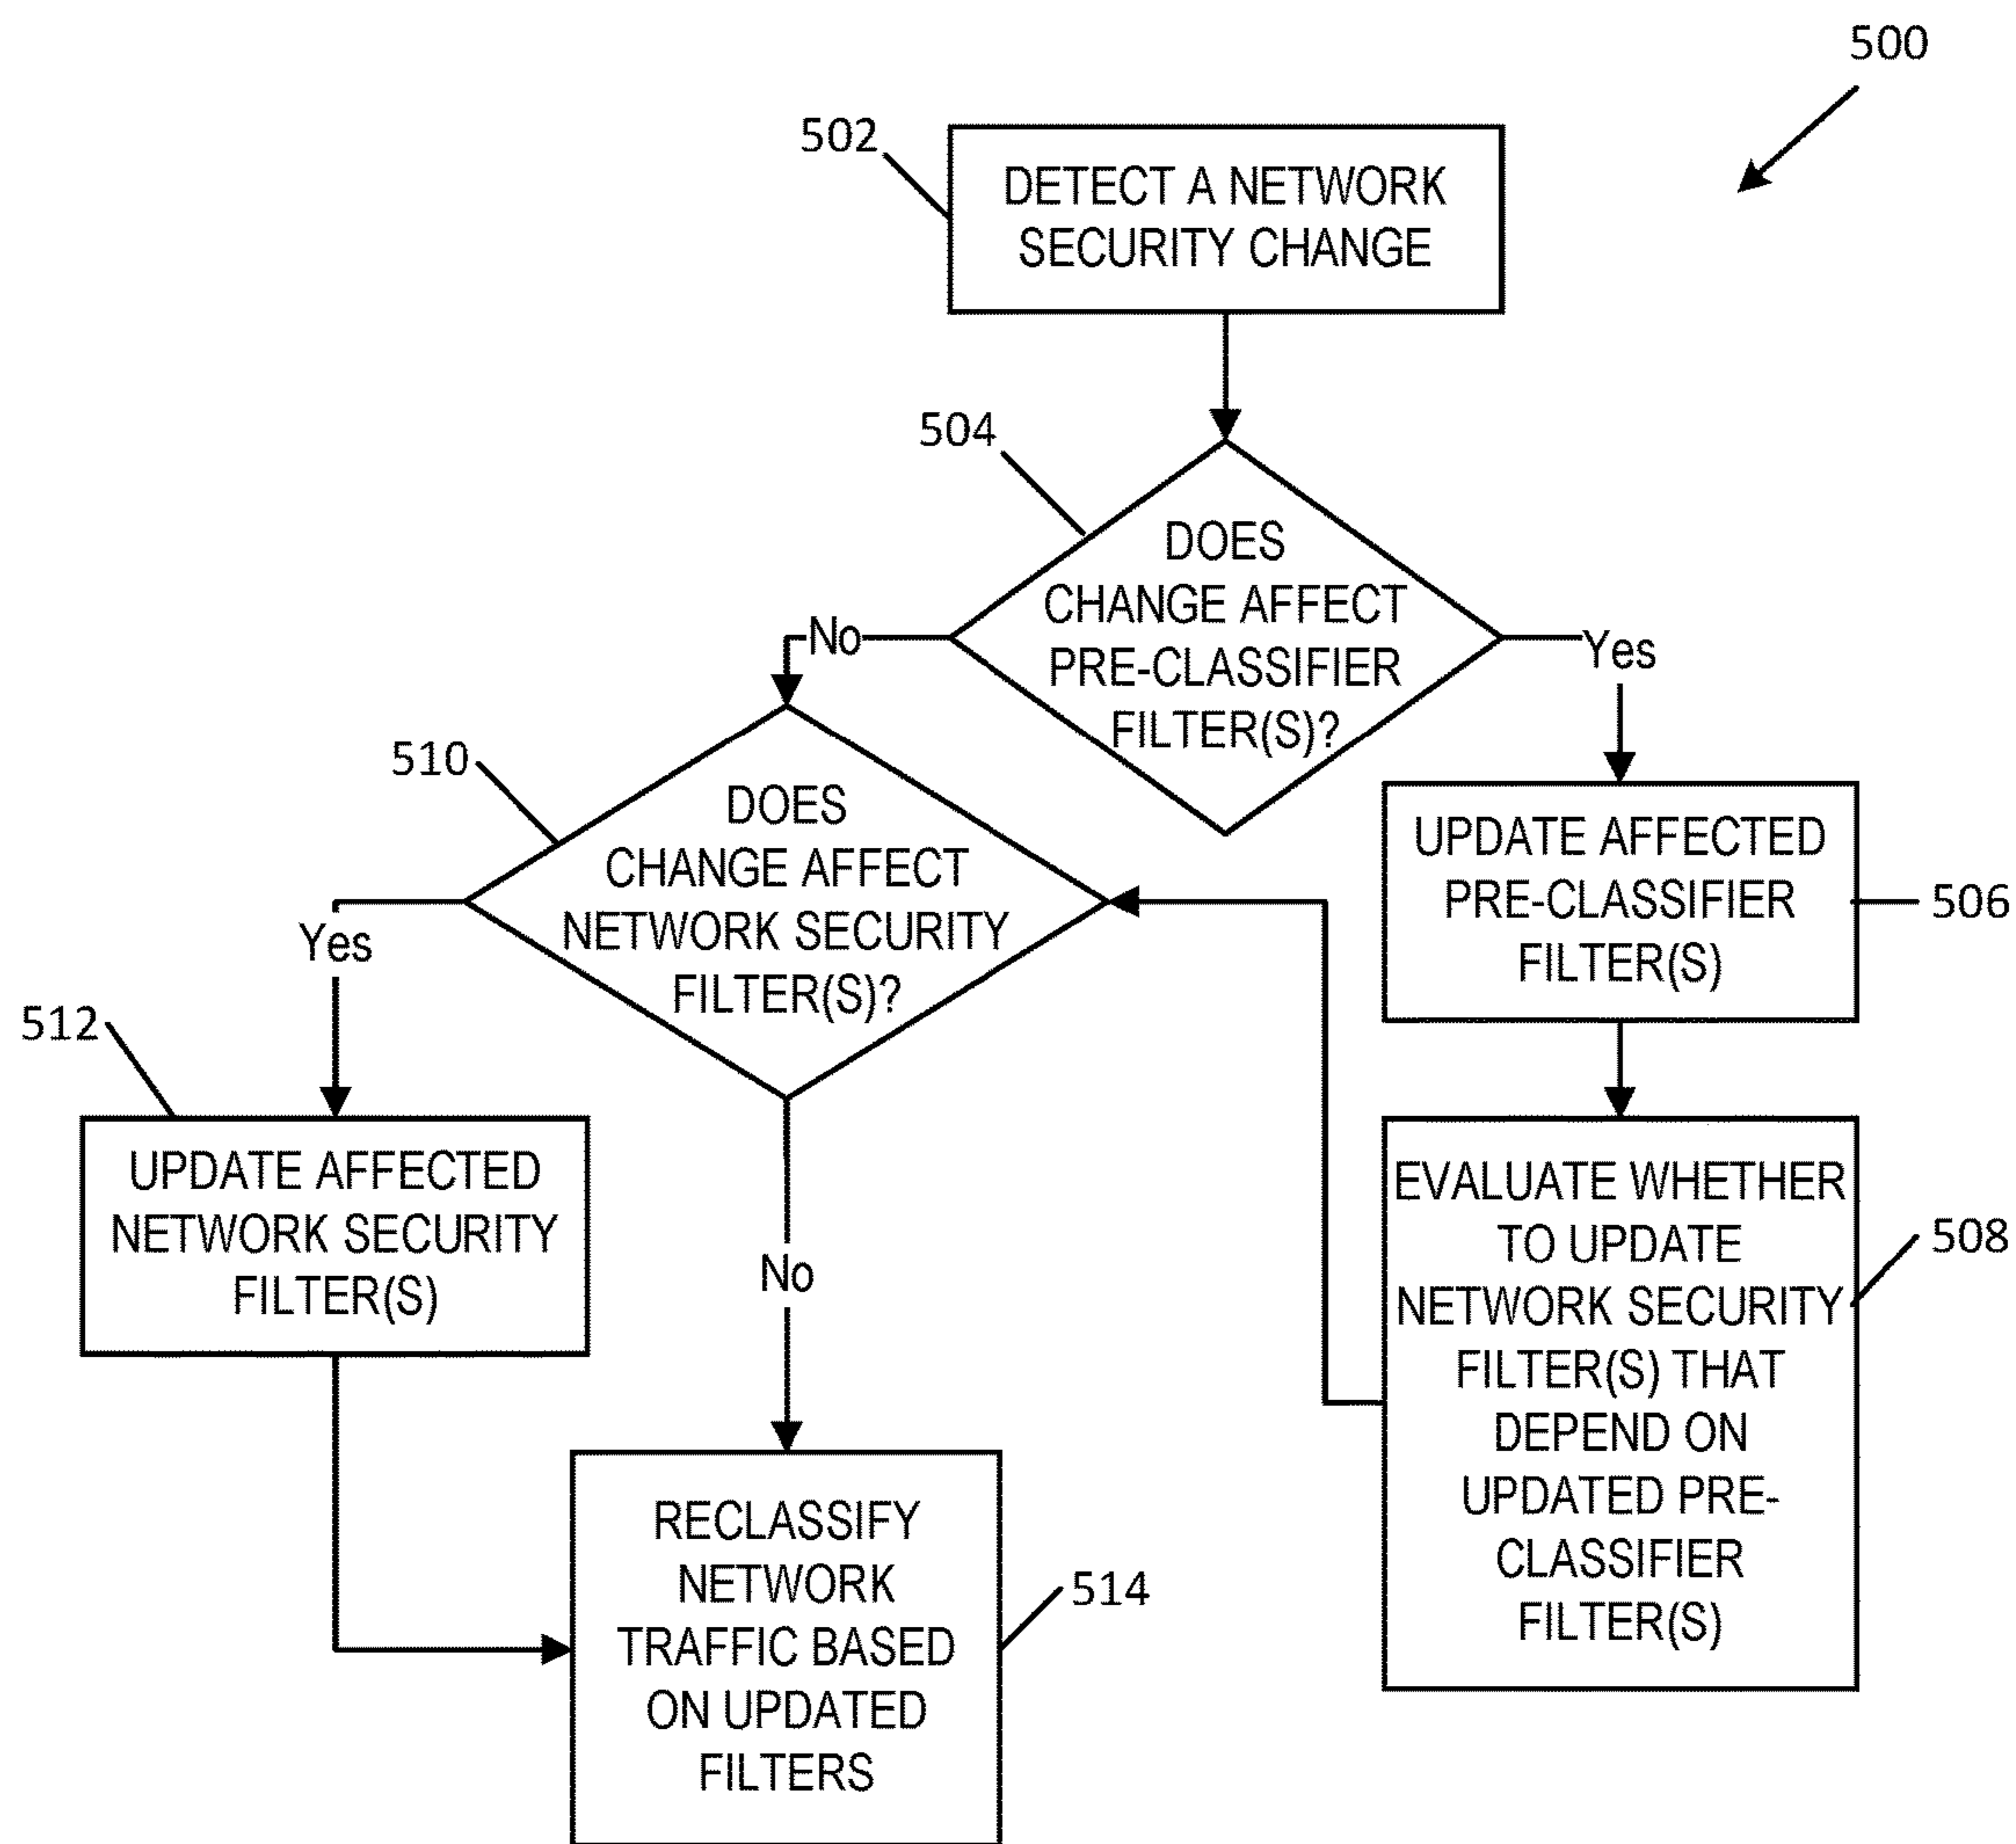 500
502
DETECT A NETWORK
SECURITY CHANGE
504
DOES
CHANGE AFFECT
PRE-CLASSIFIER
FILTER(S)?
No
Yes
510
DOES
CHANGE AFFECT
NETWORK SECURITY
FILTER(S)?
UPDATE AFFECTED
PRE-CLASSIFIER
FILTER(S)
506
Yes
512
UPDATE AFFECTED
NETWORK SECURITY
FILTER(S)
No
EVALUATE WHETHER
TO UPDATE
NETWORK SECURITY
FILTER(S) THAT
DEPEND ON
UPDATED PRE-
CLASSIFIER
FILTER(S)
508
RECLASSIFY
NETWORK
TRAFFIC BASED
ON UPDATED
FILTERS
514